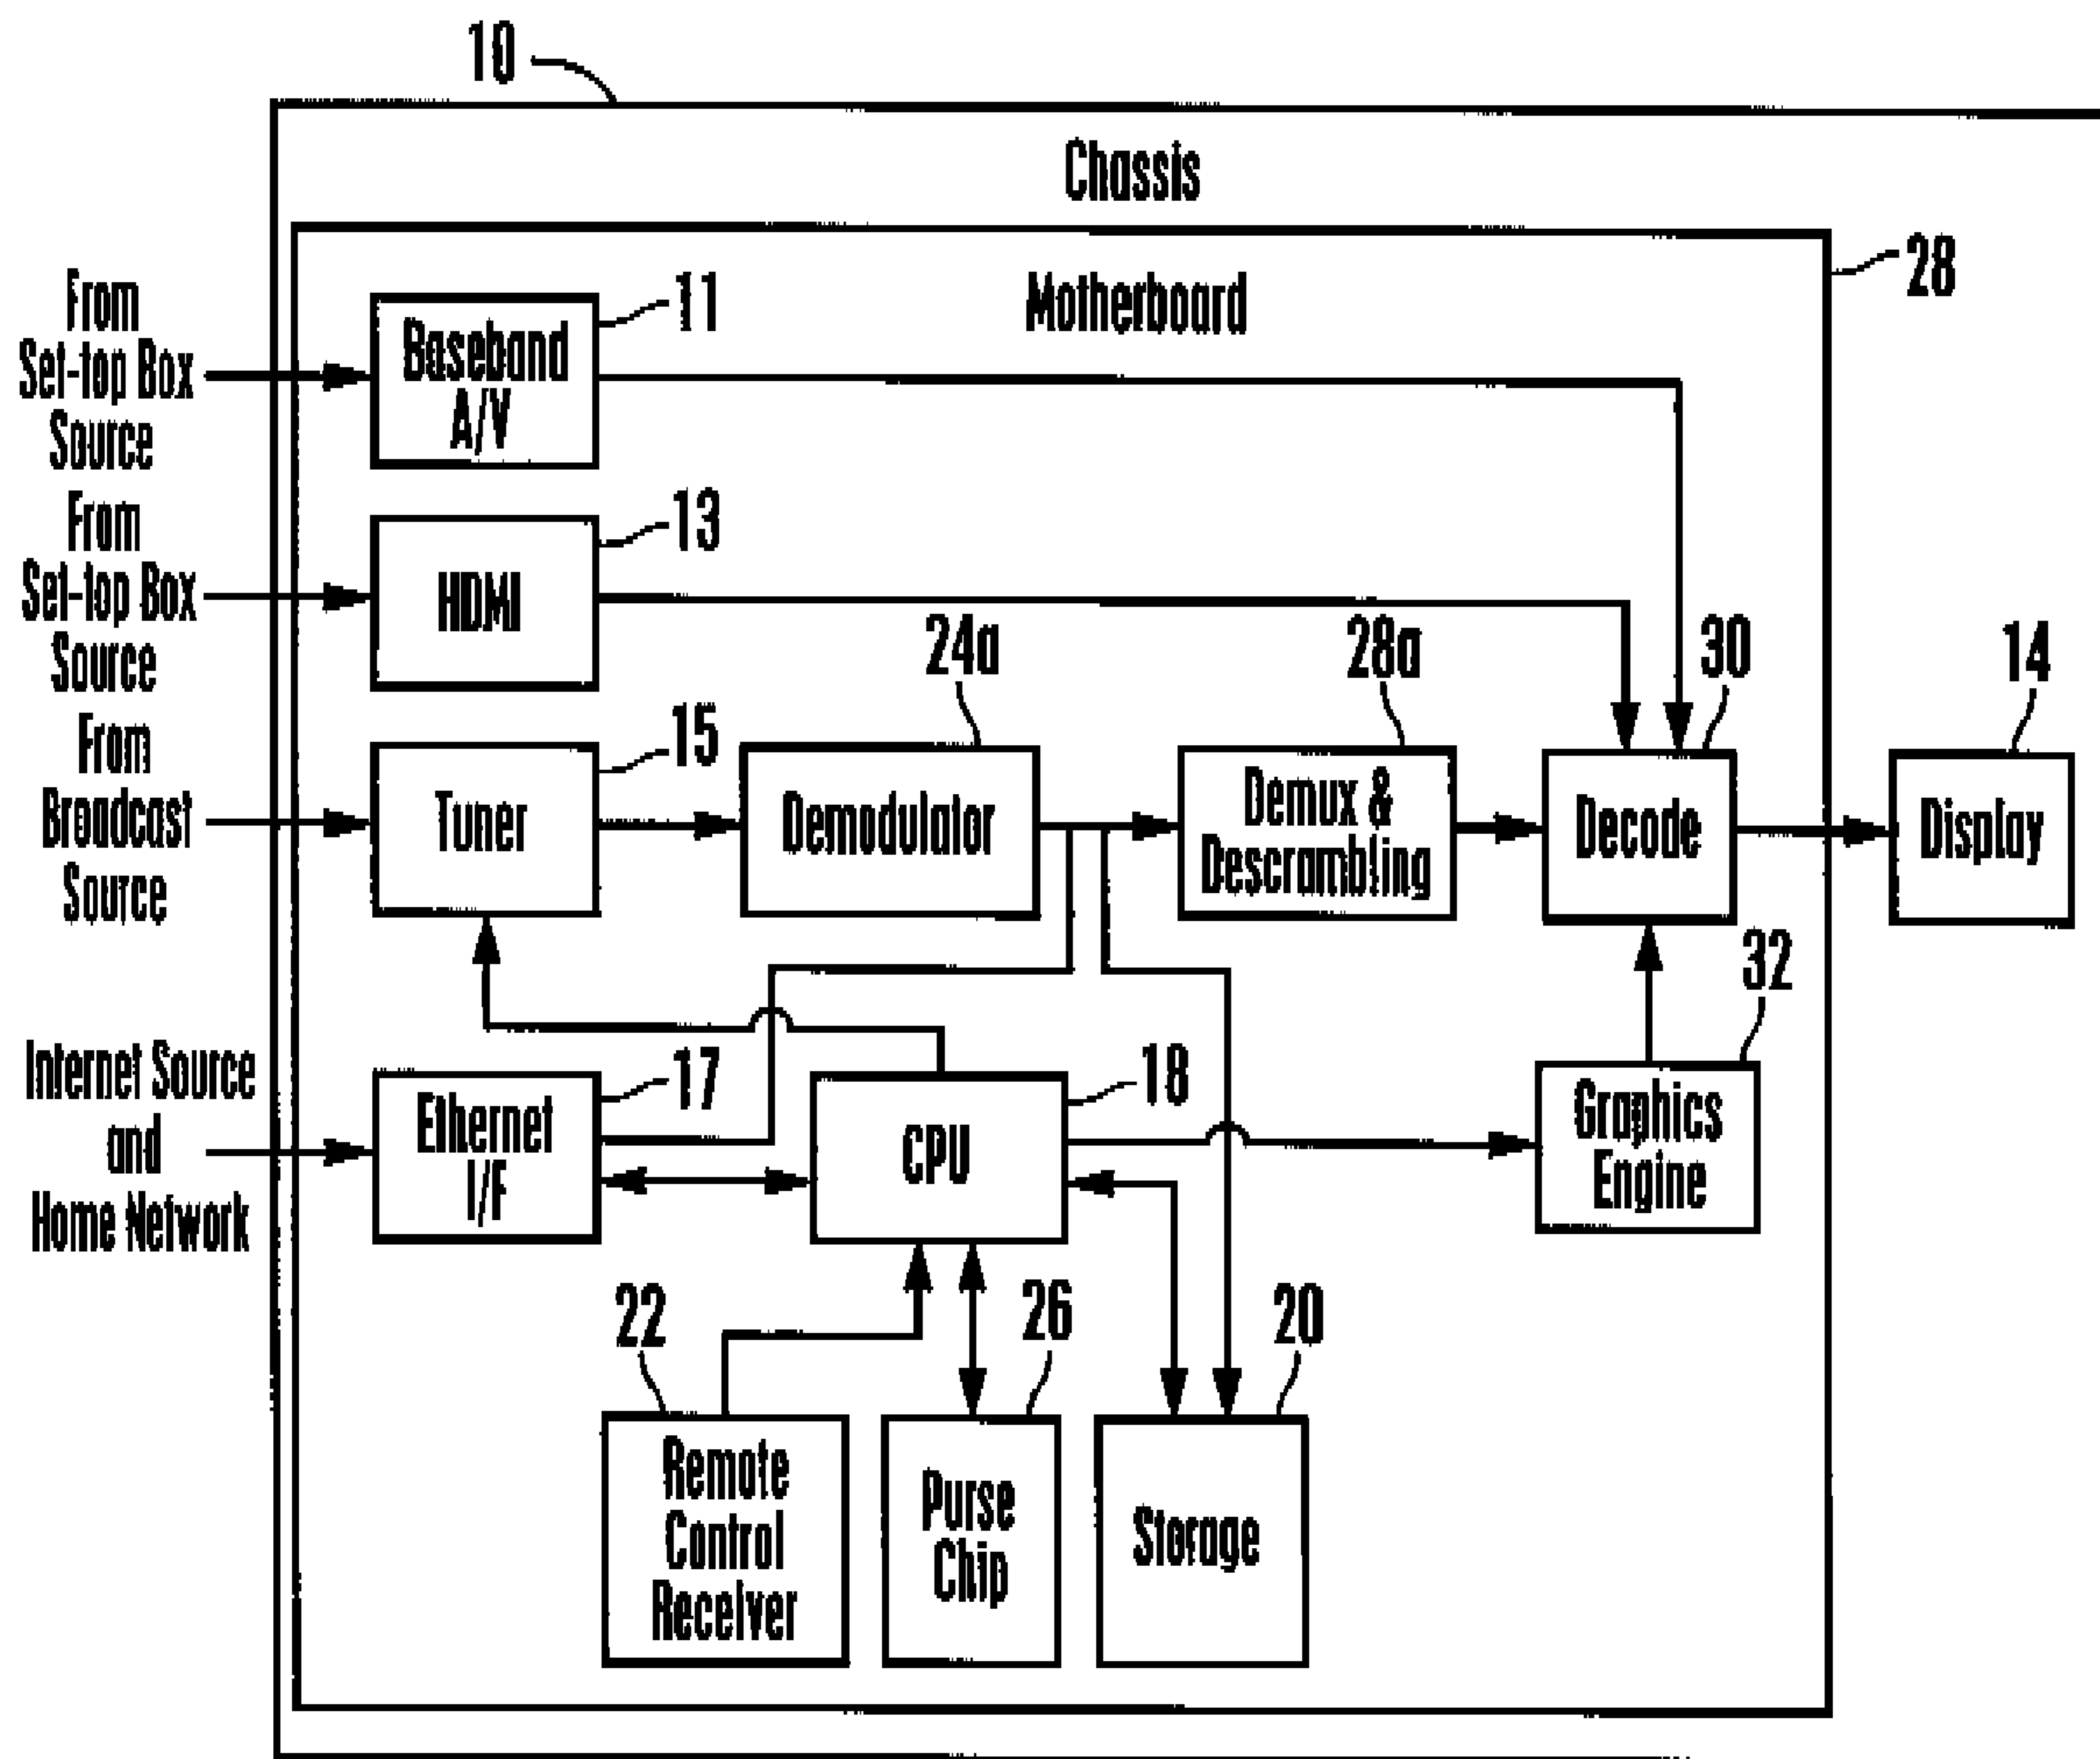 10
Chassis
28
Motherboard
From
Set-top Box
Source
Baseband
A/V
11
From
Set-top Box
Source
HDMI
13
24a
28a
30
14
From
Broadcast
Source
Tuner
15
Demodulator
Demux &
Descrambling
Decode
Display
32
Internet Source
and
Home Network
Ethernet
I/F
17
CPU
18
Graphics
Engine
22
26
20
Remote
Control
Receiver
Purse
Chip
Storage